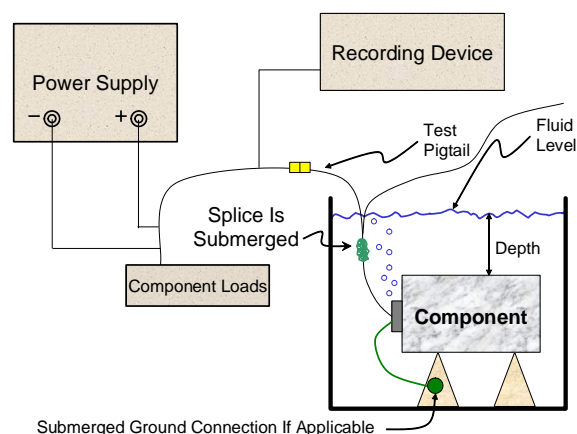 Recording Device
Power Supply
− +
Test
Pigtail
Fluid
Level
Splice Is
Submerged
Depth
Component Loads
Component
Submerged Ground Connection If Applicable